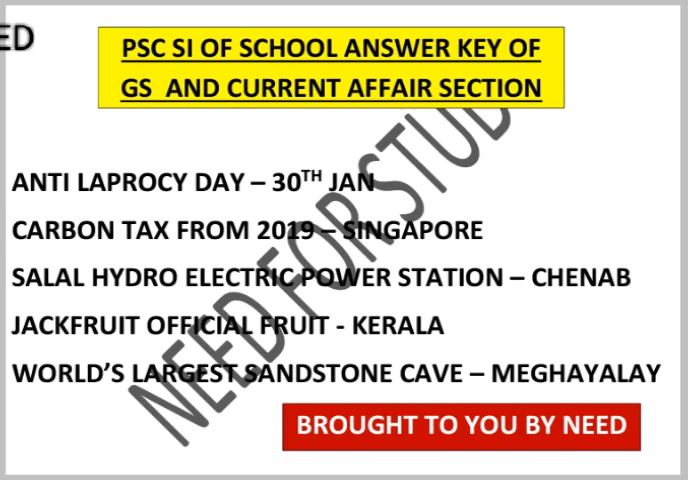 ED
PSC SI OF SCHOOL ANSWER KEY OF
GS AND CURRENT AFFAIR SECTION
ANTI LAPROCY DAY – 30TH JAN
CARBON TAX FROM 2019 – SINGAPORE
SALAL HYDRO ELECTRIC POWER STATION – CHENAB
JACKFRUIT OFFICIAL FRUIT - KERALA
WORLD'S LARGEST SANDSTONE CAVE – MEGHAYALAY
NEED FOR STUD
BROUGHT TO YOU BY NEED